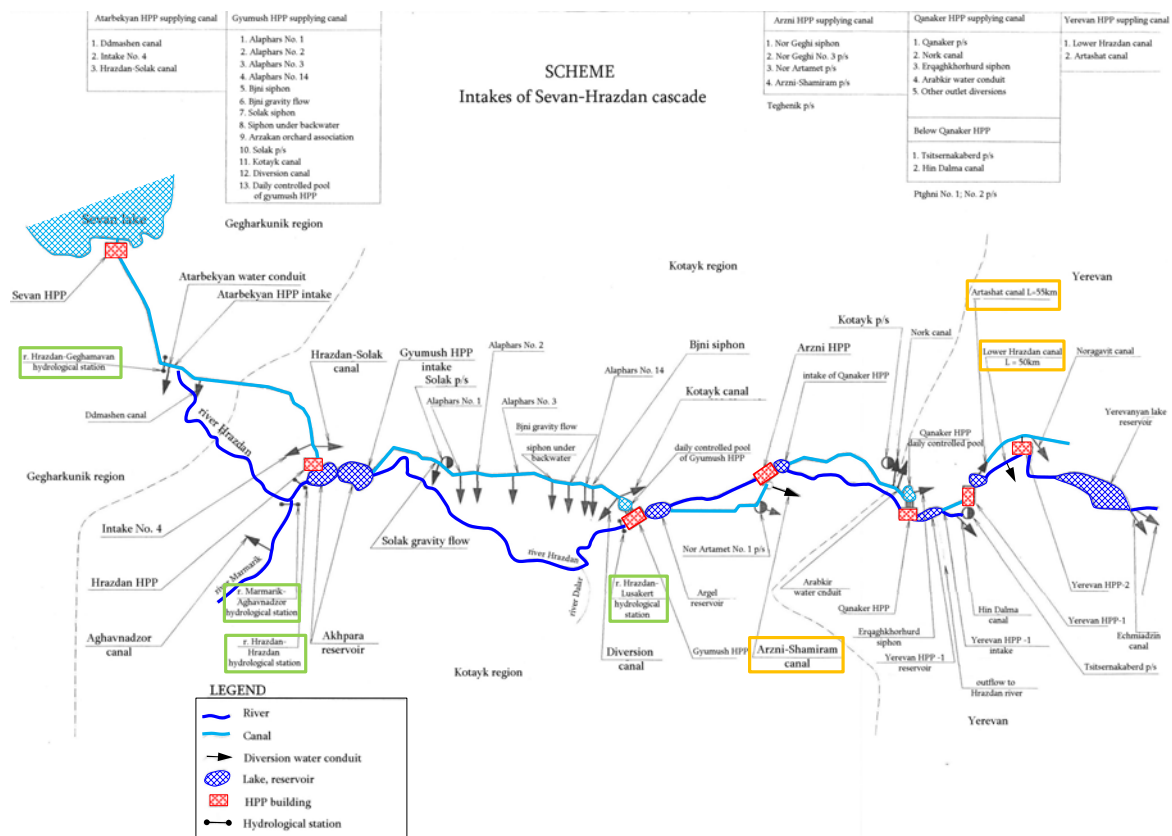 Atarbekyan HPP supplying canal
1. Ddmashen canal
2. Intake No. 4
3. Hrazdan-Solak canal
Gyumush HPP supplying canal
1. Alaphars No. 1
2. Alaphars No. 2
3. Alaphars No. 3
4. Alaphars No. 14
5. Bjni siphon
6. Bjni gravity flow
7. Solak siphon
8. Siphon under backwater
9. Arzakan orchard association
10. Solak p/s
11. Kotayk canal
12. Diversion canal
13. Daily controlled pool
of gyumush HPP
SCHEME
Intakes of Sevan-Hrazdan cascade
Arzni HPP supplying canal
1. Nor Geghi siphon
2. Nor Geghi No. 3 p/s
3. Nor Artamet p/s
4. Arzni-Shamiram p/s
Teghenik p/s
Qanaker HPP supplying canal
1. Qanaker p/s
2. Nork canal
3. Erqaghkhorhurd siphon
4. Arabkir water conduit
5. Other outlet diversions
Below Qanaker HPP
1. Tsitsernakaberd p/s
2. Hin Dalma canal
Ptghni No. 1; No. 2 p/s
Yerevan HPP suppling canal
1. Lower Hrazdan canal
2. Artashat canal
Sevan lake
Gegharkunik region
Kotayk region
Yerevan
Sevan HPP
Atarbekyan water conduit
Atarbekyan HPP intake
r. Hrazdan-Geghamavan
hydrological station
Ddmashen canal
river Hrazdan
Hrazdan-Solak
canal
Gyumush HPP
intake
Solak p/s
Alaphars No. 1
Alaphars No. 2
Alaphars No. 3
Bjni gravity flow
siphon under
backwater
Alaphars No. 14
Bjni siphon
Kotayk canal
daily controlled pool
of Gyumush HPP
Arzni HPP
intake of Qanaker HPP
Kotayk p/s
Nork canal
Artashat canal L=55km
Lower Hrazdan canal
L = 50km
Noragavit canal
Yerevanyan lake
reservoir
Qanaker HPP
daily controlled pool
Gegharkunik region
Intake No. 4
Hrazdan HPP
river Marmarik
Aghavnadzor
canal
r. Marmarik-
Aghavnadzor
hydrological station
r. Hrazdan-
Hrazdan
hydrological station
Akhpara
reservoir
Solak gravity flow
river Hrazdan
river Dalar
Kotayk region
Diversion
canal
r. Hrazdan-
Lusakert
hydrological
station
Argel
reservoir
Gyumush HPP
Nor Artamet No. 1 p/s
Arzni-Shamiram
canal
Arabkir
water cnduit
Qanaker HPP
Erqaghkhorburd
siphon
Yerevan HPP -1
reservoir
outflow to
Hrazdan river
Yerevan HPP -1
intake
Hin Dalma
canal
Tsitsernakaberd p/s
Yerevan HPP-1
Yerevan HPP-2
Echmiadzin
canal
Yerevan
LEGEND
River
Canal
Diversion water conduit
Lake, reservoir
HPP building
Hydrological station